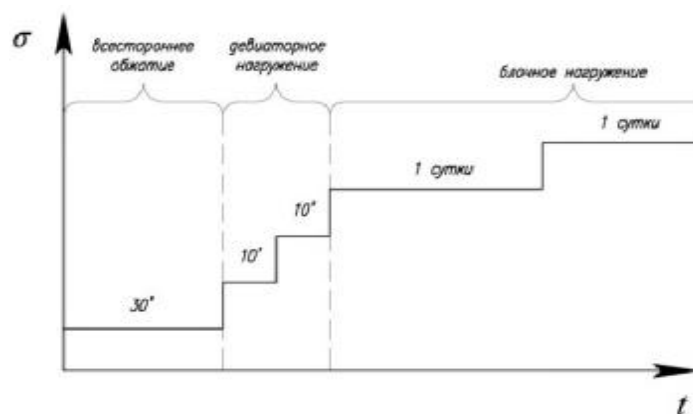 σ
всестороннее
обжатие
девиаторное
нагружение
блочное нагружение
1 сутки
1 сутки
10"
10'
30"
t